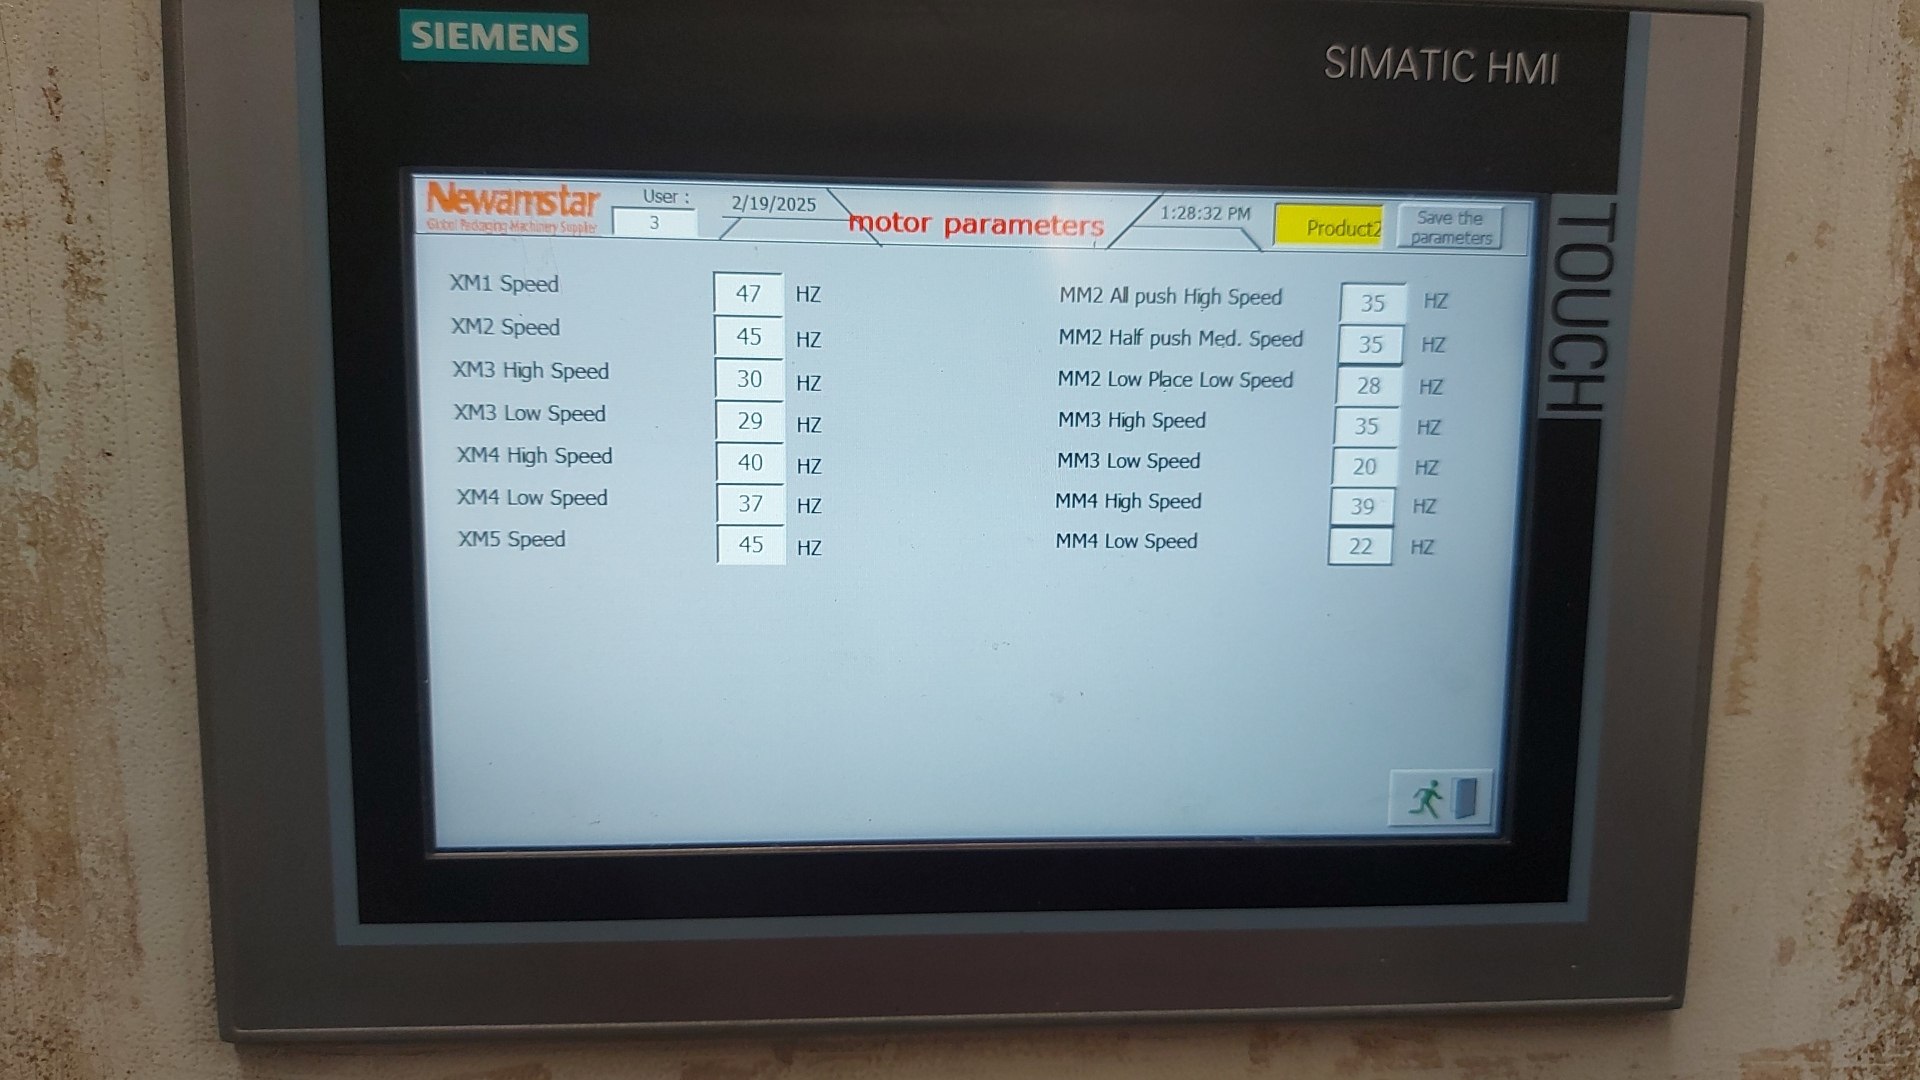 SIEMENS
SIMATIC HMI
TOUCH
Newamstar
Global Packaging Machinery Supplier
User :
3
2/19/2025
motor parameters
1:28:32 PM
Product2
Save the
parameters
XM1 Speed 47 HZ
XM2 Speed 45 HZ
XM3 High Speed 30 HZ
XM3 Low Speed 29 HZ
XM4 High Speed 40 HZ
XM4 Low Speed 37 HZ
XM5 Speed 45 HZ
MM2 All push High Speed 35 HZ
MM2 Half push Med. Speed 35 HZ
MM2 Low Place Low Speed 28 HZ
MM3 High Speed 35 HZ
MM3 Low Speed 20 HZ
MM4 High Speed 39 HZ
MM4 Low Speed 22 HZ